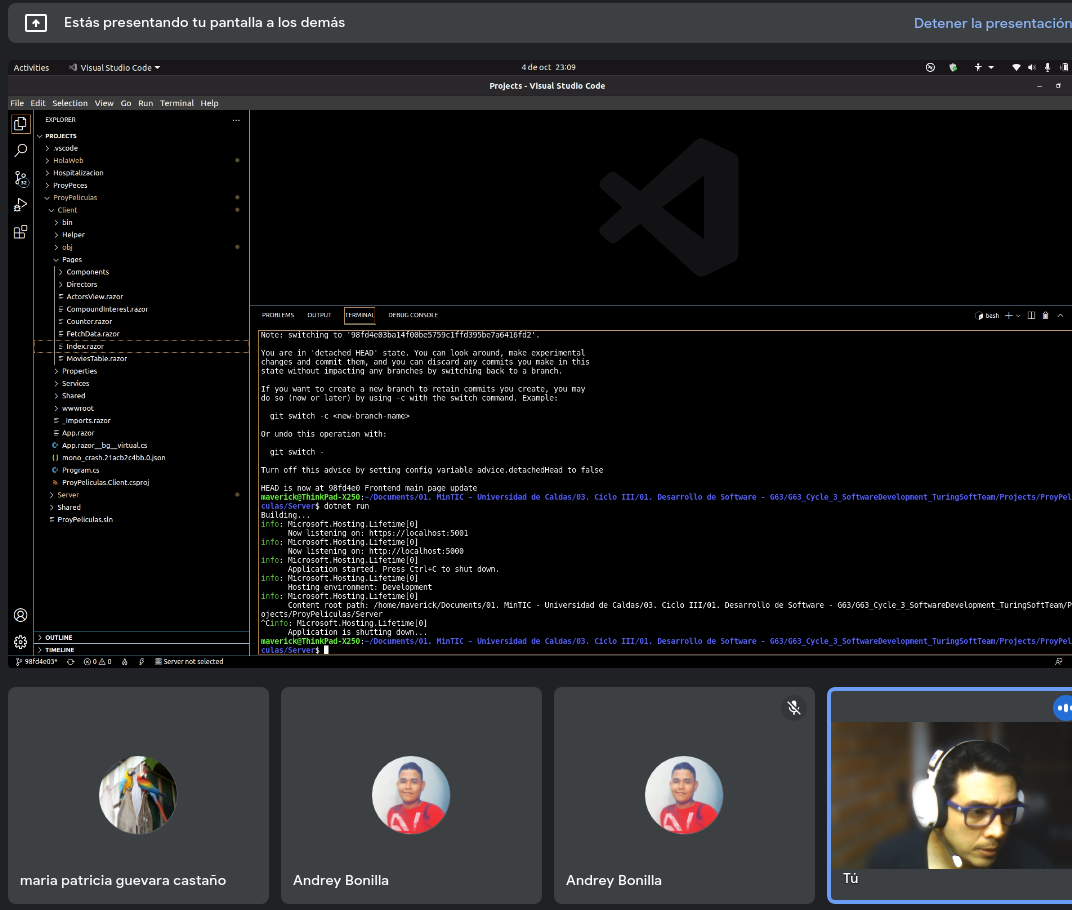 Estás presentando tu pantalla a los demás
Detener la presentación
Activities
Visual Studio Code
4 de oct 23:09
Projects - Visual Studio Code
File Edit Selection View Go Run Terminal Help
EXPLORER
PROJECTS
.vscode
HolaWeb
Hospitalizacion
ProyPeces
ProyPeliculas
Client
bin
Helper
obj
Pages
Components
Directors
ActorsView.razor
CompoundInterest.razor
Counter.razor
FetchData.razor
Index.razor
MoviesTable.razor
Properties
Services
Shared
wwwroot
_Imports.razor
App.razor
App.razor__bg__virtual.cs
mono_crash.21acb2c4bb.0.json
Program.cs
ProyPeliculas.Client.csproj
Server
Shared
ProyPeliculas.sln
OUTLINE
TIMELINE
PROBLEMS OUTPUT TERMINAL DEBUG CONSOLE
bash
Note: switching to '98fd4e03ba14f00be5759c1ffd395be7a6416fd2'.
You are in 'detached HEAD' state. You can look around, make experimental
changes and commit them, and you can discard any commits you make in this
state without impacting any branches by switching back to a branch.
If you want to create a new branch to retain commits you create, you may
do so (now or later) by using -c with the switch command. Example:
git switch -c <new-branch-name>
Or undo this operation with:
git switch -
Turn off this advice by setting config variable advice.detachedHead to false
HEAD is now at 98fd4e0 Frontend main page update
maverick@ThinkPad-X250:~/Documents/01. MinTIC - Universidad de Caldas/03. Ciclo III/01. Desarrollo de Software - G63/G63_Cycle_3_SoftwareDevelopment_TuringSoftTeam/Projects/ProyPel
culas/Server$ dotnet run
Building...
info: Microsoft.Hosting.Lifetime[0]
Now listening on: https://localhost:5001
info: Microsoft.Hosting.Lifetime[0]
Now listening on: http://localhost:5000
info: Microsoft.Hosting.Lifetime[0]
Application started. Press Ctrl+C to shut down.
info: Microsoft.Hosting.Lifetime[0]
Hosting environment: Development
info: Microsoft.Hosting.Lifetime[0]
Content root path: /home/maverick/Documents/01. MinTIC - Universidad de Caldas/03. Ciclo III/01. Desarrollo de Software - G63/G63_Cycle_3_SoftwareDevelopment_TuringSoftTeam/P
ojects/ProyPeliculas/Server
^Cinfo: Microsoft.Hosting.Lifetime[0]
Application is shutting down...
maverick@ThinkPad-X250:~/Documents/01. MinTIC - Universidad de Caldas/03. Ciclo III/01. Desarrollo de Software - G63/G63_Cycle_3_SoftwareDevelopment_TuringSoftTeam/Projects/ProyPel
culas/Server$
98fd4e03* 0 0 Server not selected
maria patricia guevara castaño
Andrey Bonilla
Andrey Bonilla
Tú